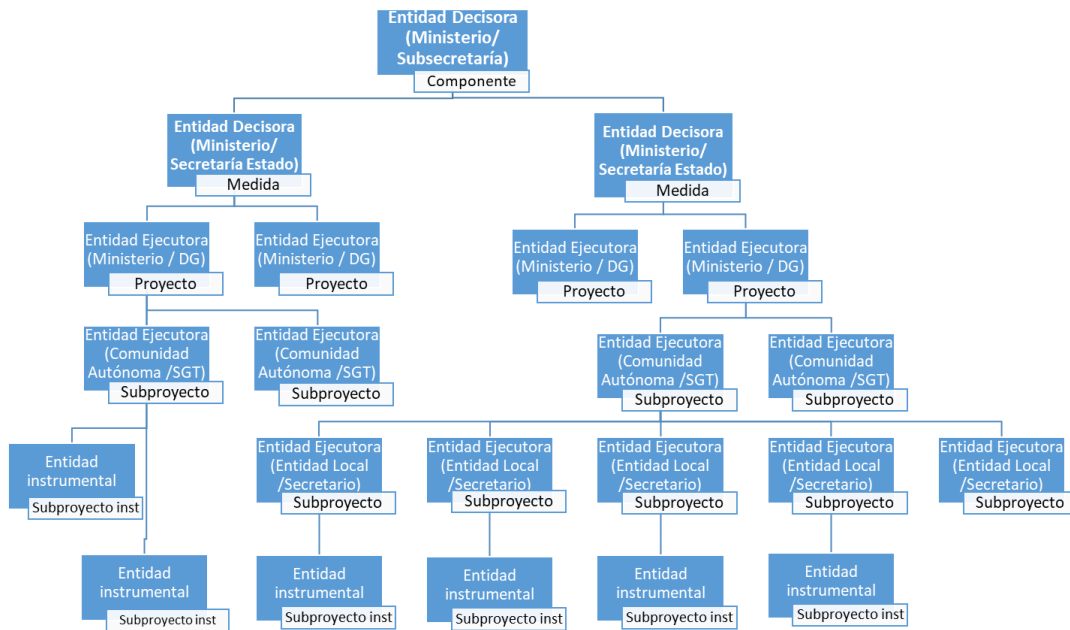 Entidad Decisora
(Ministerio/
Subsecretaría)
Componente
Entidad Decisora
(Ministerio/
Secretaría Estado)
Medida
Entidad Decisora
(Ministerio/
Secretaría Estado)
Medida
Entidad Ejecutora
(Ministerio / DG)
Proyecto
Entidad Ejecutora
(Ministerio / DG)
Proyecto
Entidad Ejecutora
(Ministerio / DG)
Proyecto
Entidad Ejecutora
(Ministerio / DG)
Proyecto
Entidad Ejecutora
(Comunidad
Autónoma /SGT)
Subproyecto
Entidad Ejecutora
(Comunidad
Autónoma /SGT)
Subproyecto
Entidad Ejecutora
(Comunidad
Autónoma /SGT)
Subproyecto
Entidad Ejecutora
(Comunidad
Autónoma /SGT)
Subproyecto
Entidad
instrumental
Subproyecto inst
Entidad Ejecutora
(Entidad Local
/Secretario)
Subproyecto
Entidad Ejecutora
(Entidad Local
/Secretario)
Subproyecto
Entidad Ejecutora
(Entidad Local
/Secretario)
Subproyecto
Entidad Ejecutora
(Entidad Local
/Secretario)
Subproyecto
Entidad Ejecutora
(Entidad Local
/Secretario)
Subproyecto
Entidad
instrumental
Subproyecto inst
Entidad
instrumental
Subproyecto inst
Entidad
instrumental
Subproyecto inst
Entidad
instrumental
Subproyecto inst
Entidad
instrumental
Subproyecto inst